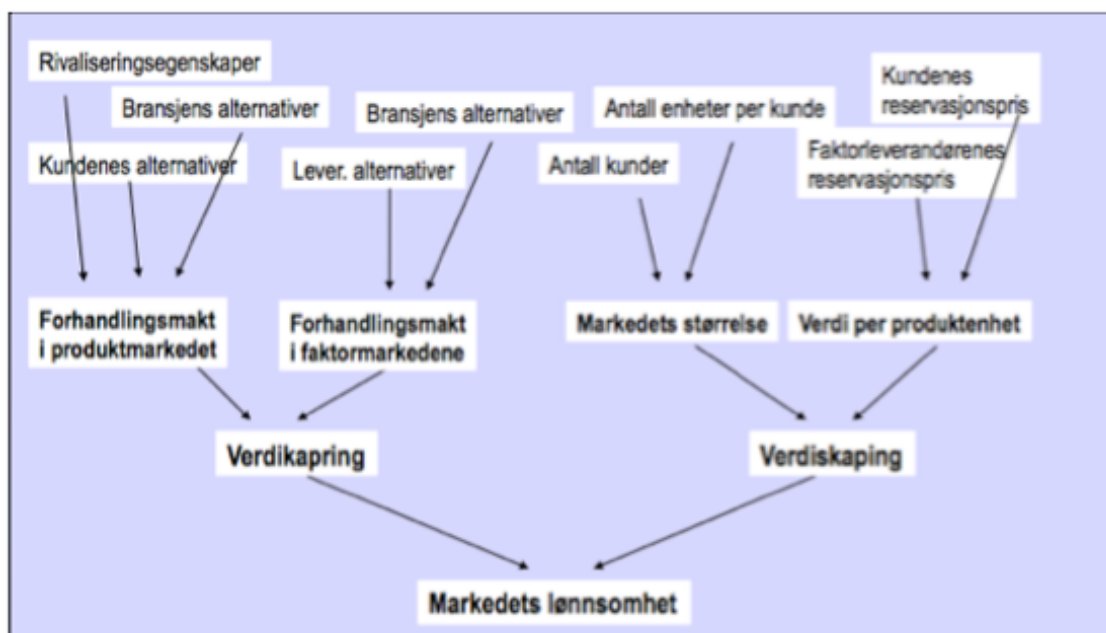 Rivaliseringsegenskaper
Bransjens alternativer
Kundenes alternativer
Bransjens alternativer
Lever. alternativer
Antall enheter per kunde
Antall kunder
Kundenes
reservasjonspris
Faktorleverandørenes
reservasjonspris
Forhandlingsmakt
i produktmarkedet
Forhandlingsmakt
i faktormarkedene
Markedets størrelse
Verdi per produktenhet
Verdikapring
Verdiskaping
Markedets lønnsomhet